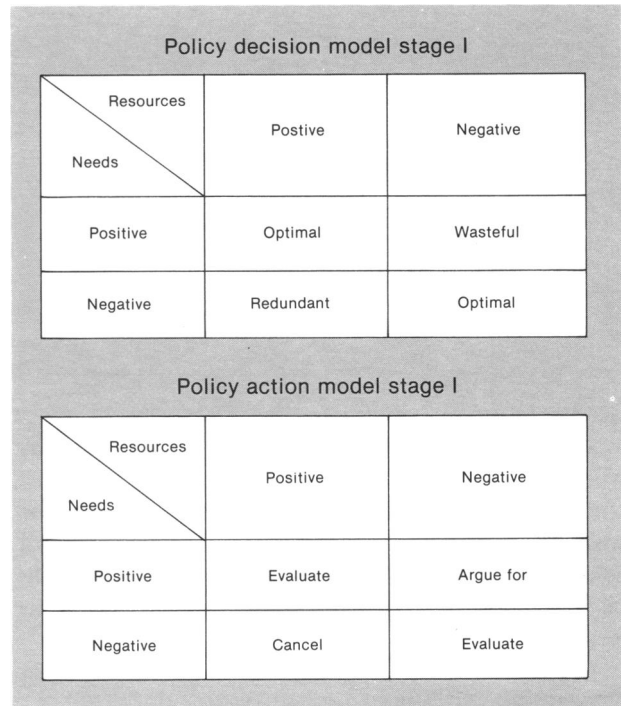 Policy decision model stage I
Resources
Needs
Postive
Negative
Positive
Optimal
Wasteful
Negative
Redundant
Optimal
Policy action model stage I
Resources
Needs
Positive
Negative
Positive
Evaluate
Argue for
Negative
Cancel
Evaluate